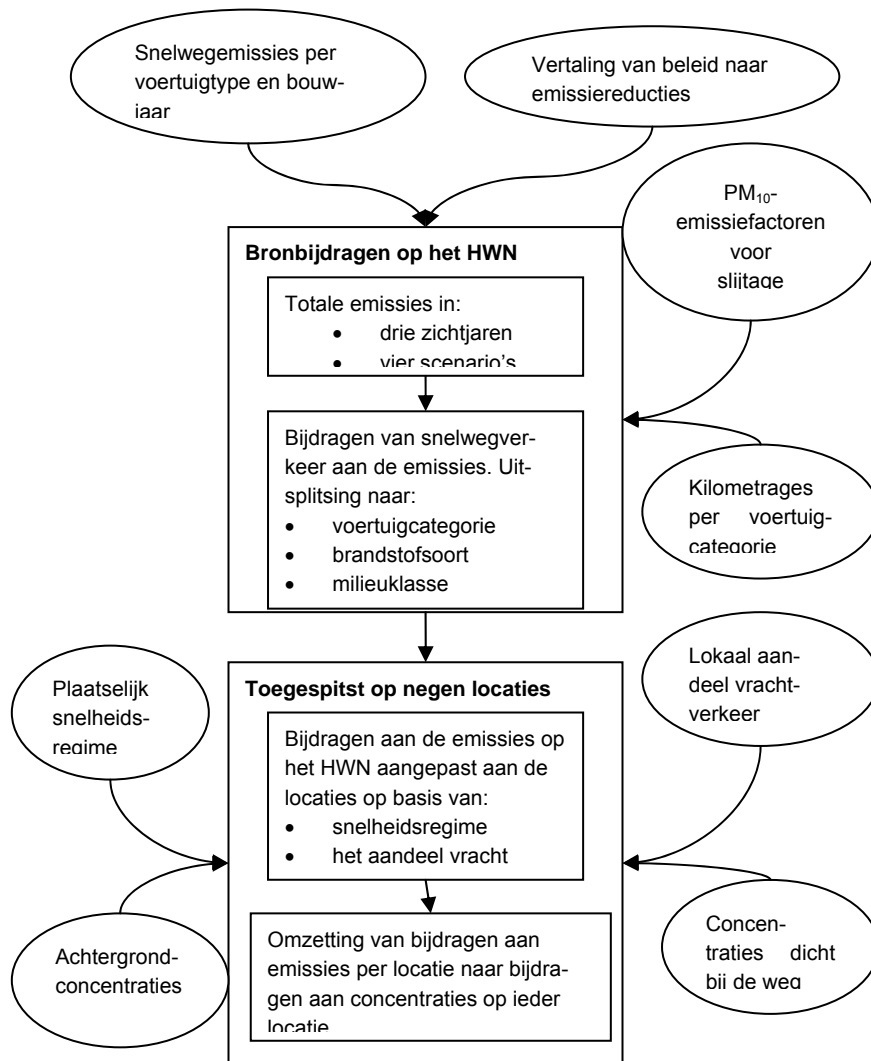 Snelwegemissies per
voertuigtype en bouw-
jaar
Vertaling van beleid naar
emissiereducties
PM₁₀-
emissiefactoren
voor
slijtage
Bronbijdragen op het HWN
Totale emissies in:
• drie zichtjaren
• vier scenario's
Bijdragen van snelwegver-
keer aan de emissies. Uit-
splitsing naar:
• voertuigcategorie
• brandstofsoort
• milieuklasse
Kilometrages
per voertuig-
categorie
Plaatselijk
snelheids-
regime
Toegespitst op negen locaties
Lokaal aan-
deel vracht-
verkeer
Bijdragen aan de emissies op
het HWN aangepast aan de
locaties op basis van:
• snelheidsregime
• het aandeel vracht
Achtergrond-
concentraties
Omzetting van bijdragen aan
emissies per locatie naar bijdra-
gen aan concentraties op ieder
locatie
Concen-
traties dicht
bij de weg